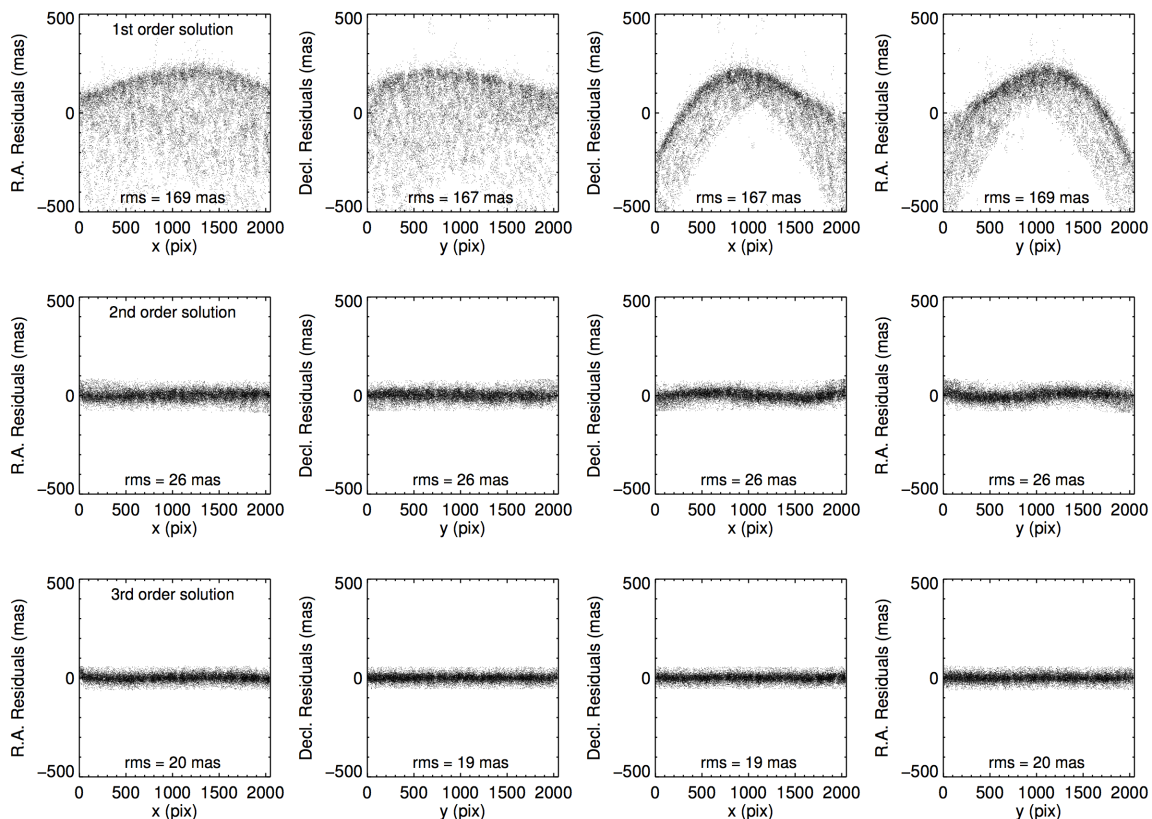 500
0
−500
R.A. Residuals (mas)
1st order solution
rms = 169 mas
0 500 1000 1500 2000
x (pix)
500
0
−500
Decl. Residuals (mas)
rms = 167 mas
0 500 1000 1500 2000
y (pix)
500
0
−500
Decl. Residuals (mas)
rms = 167 mas
0 500 1000 1500 2000
x (pix)
500
0
−500
R.A. Residuals (mas)
rms = 169 mas
0 500 1000 1500 2000
y (pix)
500
0
−500
R.A. Residuals (mas)
2nd order solution
rms = 26 mas
0 500 1000 1500 2000
x (pix)
500
0
−500
Decl. Residuals (mas)
rms = 26 mas
0 500 1000 1500 2000
y (pix)
500
0
−500
Decl. Residuals (mas)
rms = 26 mas
0 500 1000 1500 2000
x (pix)
500
0
−500
R.A. Residuals (mas)
rms = 26 mas
0 500 1000 1500 2000
y (pix)
500
0
−500
R.A. Residuals (mas)
3rd order solution
rms = 20 mas
0 500 1000 1500 2000
x (pix)
500
0
−500
Decl. Residuals (mas)
rms = 19 mas
0 500 1000 1500 2000
y (pix)
500
0
−500
Decl. Residuals (mas)
rms = 19 mas
0 500 1000 1500 2000
x (pix)
500
0
−500
R.A. Residuals (mas)
rms = 20 mas
0 500 1000 1500 2000
y (pix)